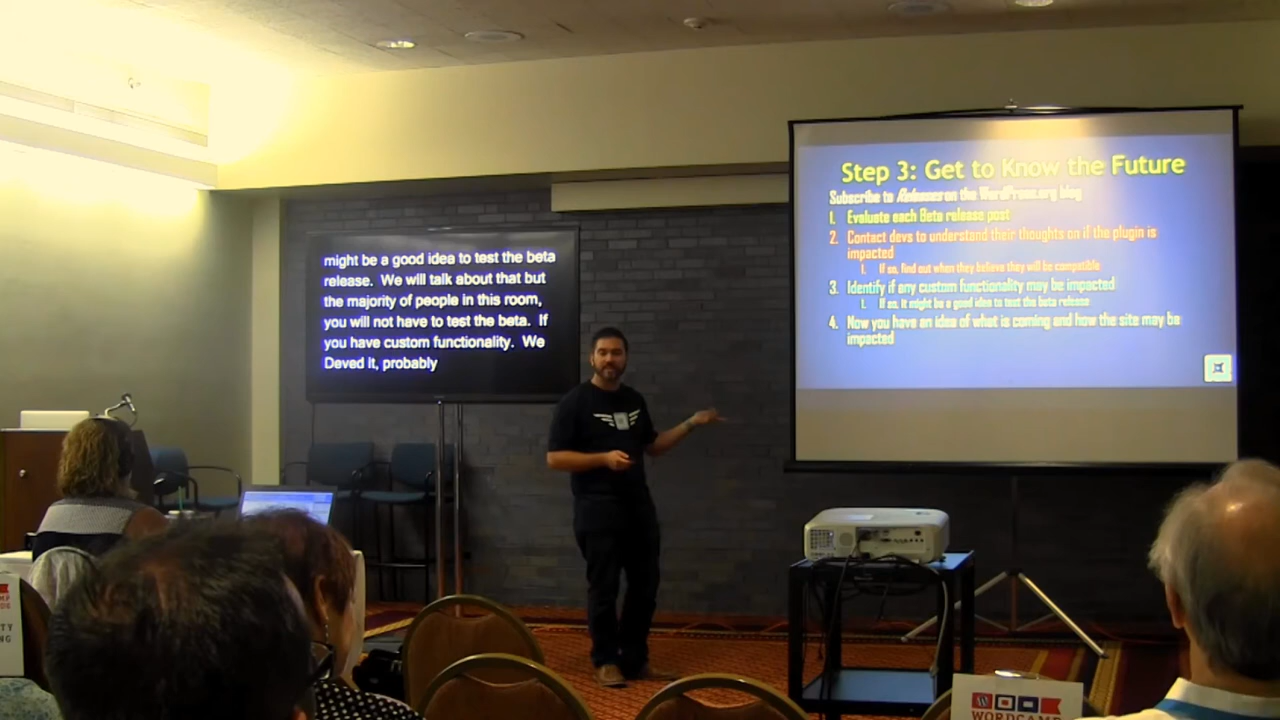 might be a good idea to test the beta
release. We will talk about that but
the majority of people in this room,
you will not have to test the beta. If
you have custom functionality. We
Deved it, probably
Step 3: Get to Know the Future
Subscribe to Releases on the WordPress.org blog
1. Evaluate each Beta release post
2. Contact devs to understand their thoughts on if the plugin is
impacted
1. If so, find out when they believe they will be compatible
3. Identify if any custom functionality may be impacted
1. If so, it might be a good idea to test the beta release
4. Now you have an idea of what is coming and how the site may be
impacted
TY
NG
WORDCAMP